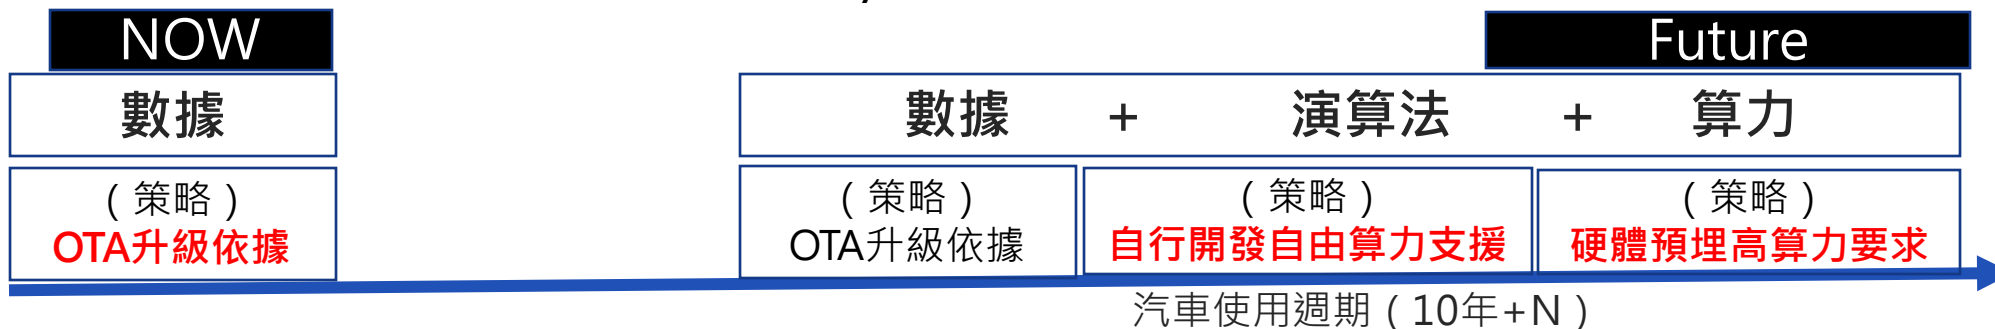 NOW
Future
數據
數據 + 演算法 + 算力
(策略)
OTA升級依據
(策略)
OTA升級依據
(策略)
自行開發自由算力支援
(策略)
硬體預埋高算力要求
汽車使用週期(10年+N)